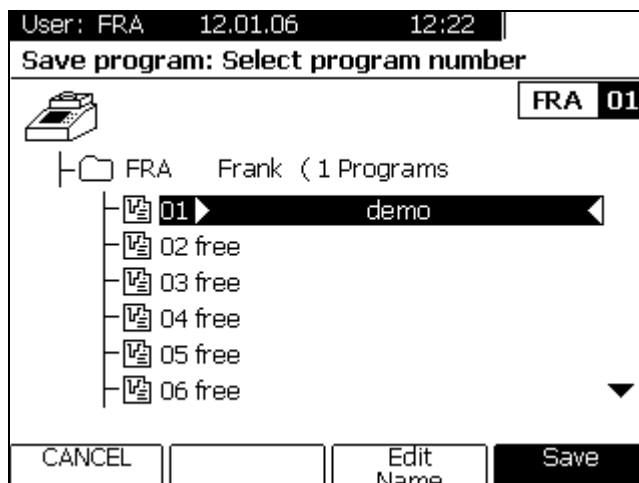 User: FRA 12.01.06 12:22
Save program: Select program number
FRA 01
FRA Frank ( 1 Programs
01 demo
02 free
03 free
04 free
05 free
06 free
CANCEL Edit Name Save